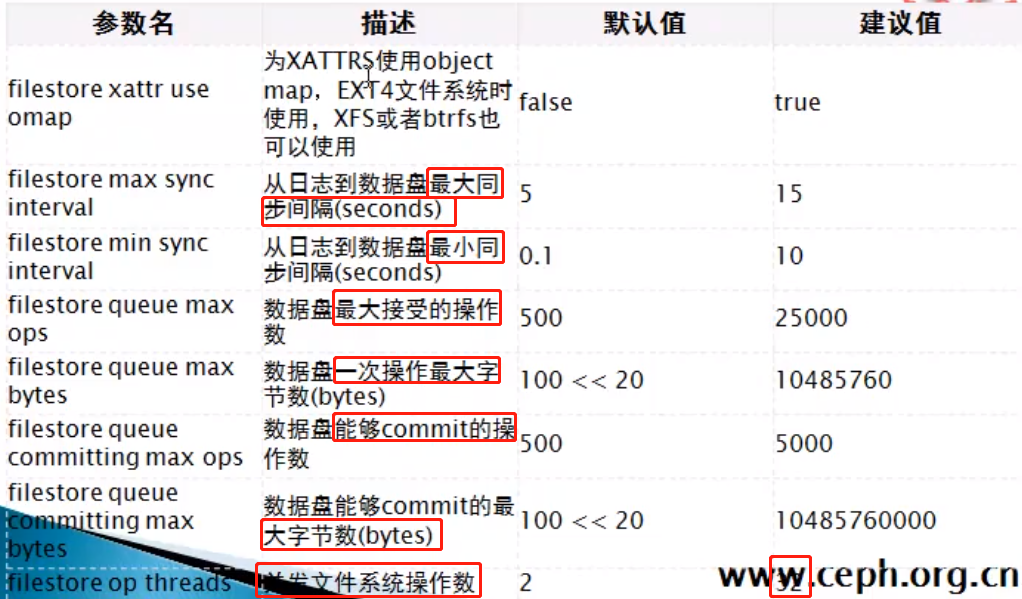 参数名 描述 默认值 建议值
为XATTRS使用object
filestore xattr use map，EXT4文件系统时 false true
omap 使用，XFS或者btrfs也
可以使用
filestore max sync 从日志到数据盘最大同 5 15
interval 步间隔(seconds)
filestore min sync 从日志到数据盘最小同 0.1 10
interval 步间隔(seconds)
filestore queue max 数据盘最大接受的操作 500 25000
ops 数
filestore queue max 数据盘一次操作最大字 100 << 20 10485760
bytes 节数(bytes)
filestore queue 数据盘能够commit的操 500 5000
committing max ops 作数
filestore queue 数据盘能够commit的最
committing max 大字节数(bytes) 100 << 20 10485760000
bytes
filestore op threads 并发文件系统操作数 2 32
www.ceph.org.cn